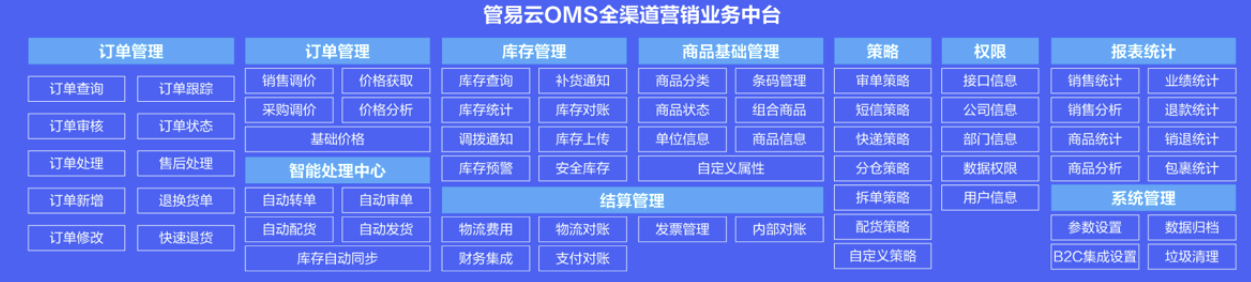 管易云OMS全渠道营销业务中台
订单管理
订单查询 订单跟踪
订单审核 订单状态
订单处理 售后处理
订单新增 退换货单
订单修改 快速退货
订单管理
销售调价 价格获取
采购调价 价格分析
基础价格
智能处理中心
自动转单 自动审单
自动配货 自动发货
库存自动同步
库存管理
库存查询 补货通知
库存统计 库存对账
调拨通知 库存上传
库存预警 安全库存
商品基础管理
商品分类 条码管理
商品状态 组合商品
单位信息 商品信息
自定义属性
结算管理
物流费用 物流对账 发票管理 内部对账
财务集成 支付对账
策略
审单策略
短信策略
快递策略
分仓策略
拆单策略
配货策略
自定义策略
权限
接口信息
公司信息
部门信息
数据权限
用户信息
报表统计
销售统计 业绩统计
销售分析 退款统计
商品统计 销退统计
商品分析 包裹统计
系统管理
参数设置 数据归档
B2C集成设置 垃圾清理